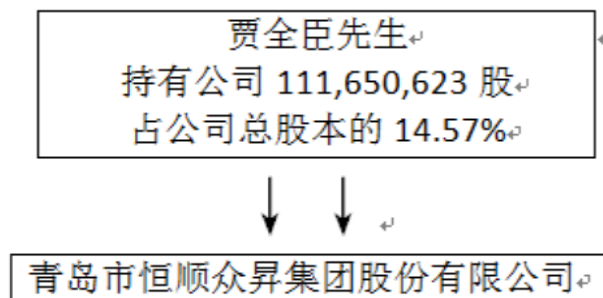 贾全臣先生
持有公司 111,650,623 股
占公司总股本的 14.57%
青岛市恒顺众昇集团股份有限公司